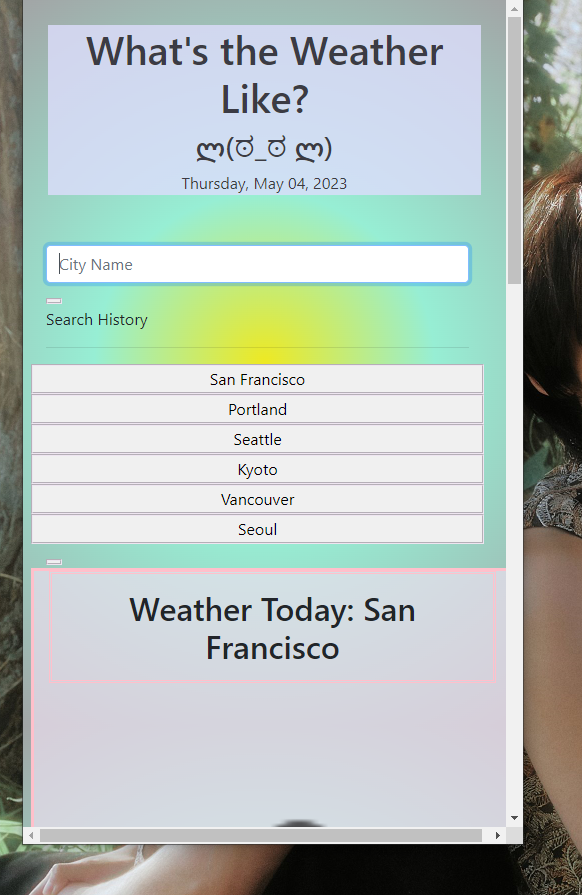 What's the Weather
Like?
ლ(ಠ_ಠ ლ)
Thursday, May 04, 2023
City Name
Search History
San Francisco
Portland
Seattle
Kyoto
Vancouver
Seoul
Weather Today: San
Francisco